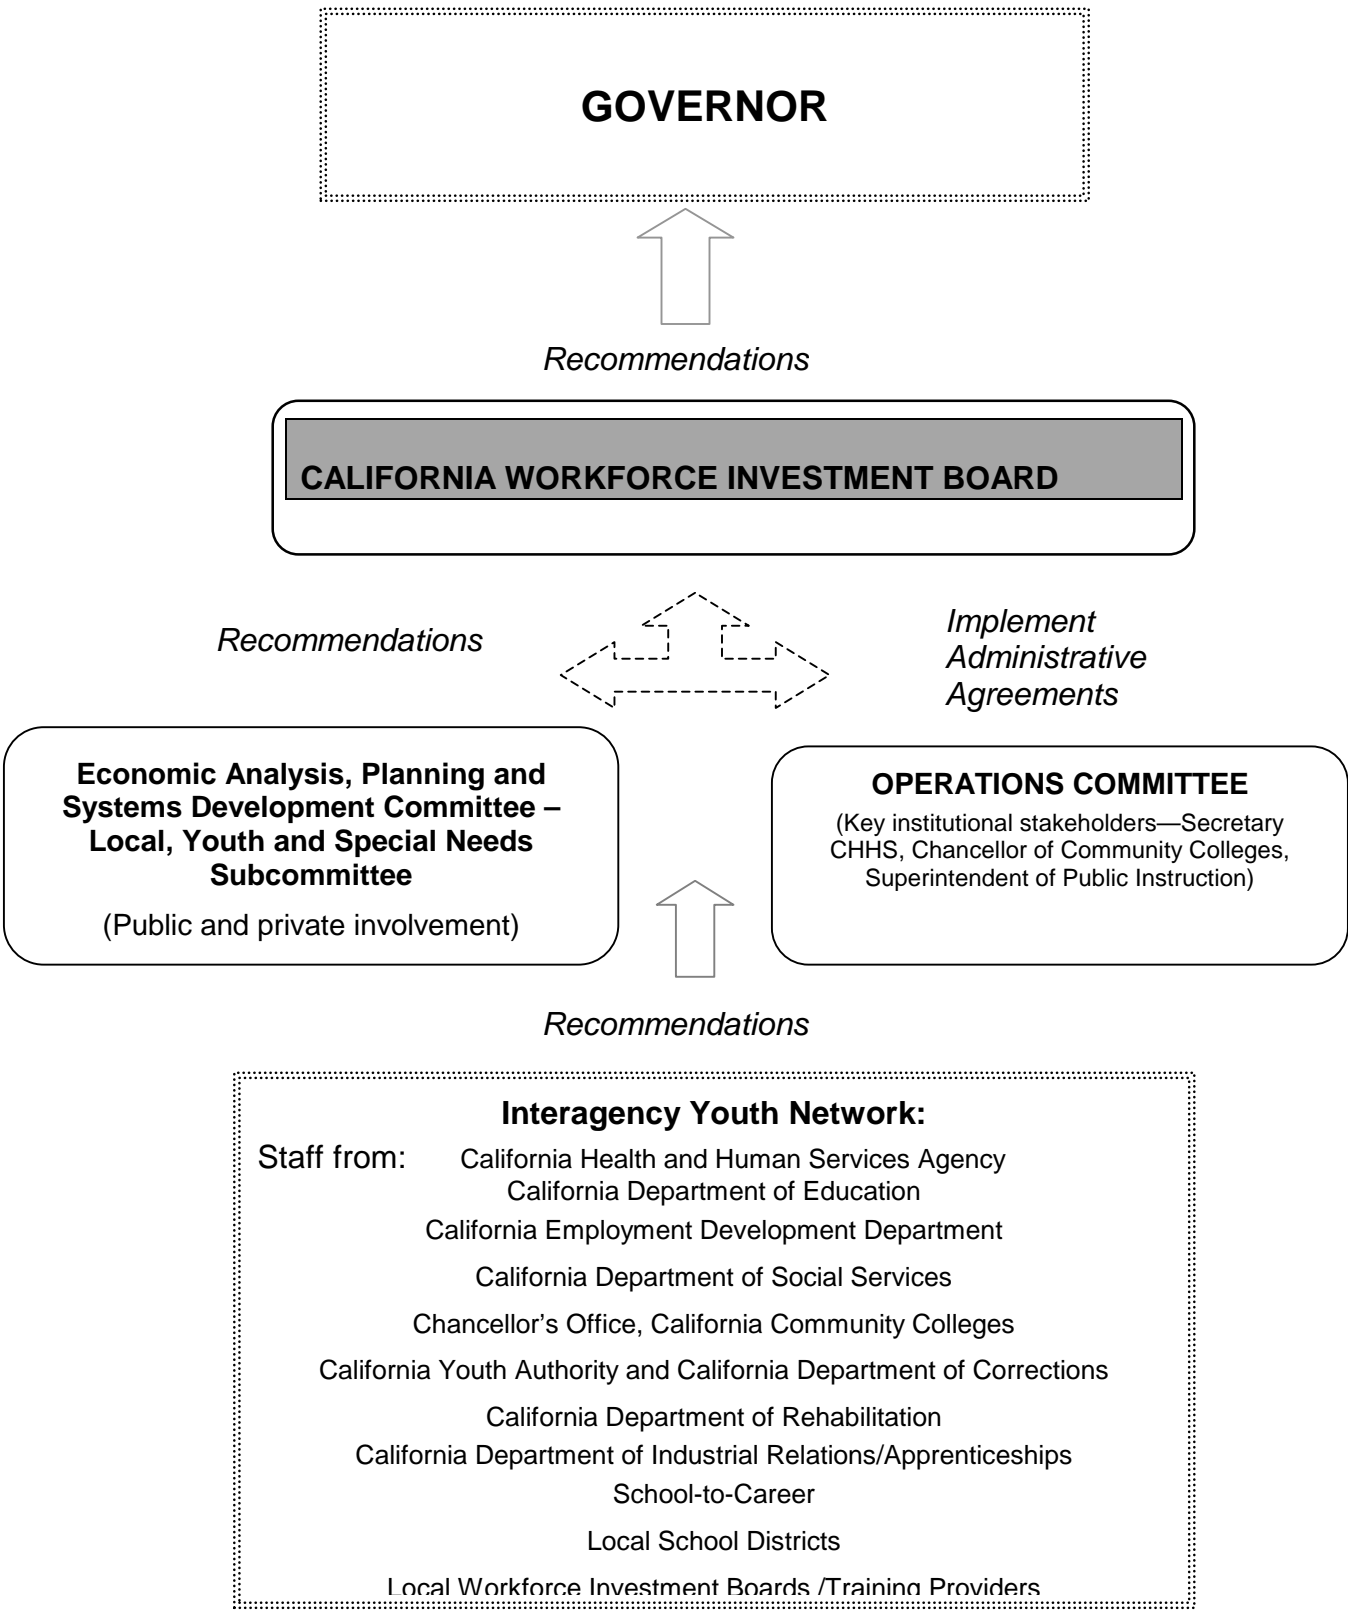 GOVERNOR
Recommendations
CALIFORNIA WORKFORCE INVESTMENT BOARD
Recommendations
Implement
Administrative
Agreements
Economic Analysis, Planning and
Systems Development Committee –
Local, Youth and Special Needs
Subcommittee
(Public and private involvement)
OPERATIONS COMMITTEE
(Key institutional stakeholders—Secretary
CHHS, Chancellor of Community Colleges,
Superintendent of Public Instruction)
Recommendations
Interagency Youth Network:
Staff from: California Health and Human Services Agency
California Department of Education
California Employment Development Department
California Department of Social Services
Chancellor’s Office, California Community Colleges
California Youth Authority and California Department of Corrections
California Department of Rehabilitation
California Department of Industrial Relations/Apprenticeships
School-to-Career
Local School Districts
Local Workforce Investment Boards /Training Providers